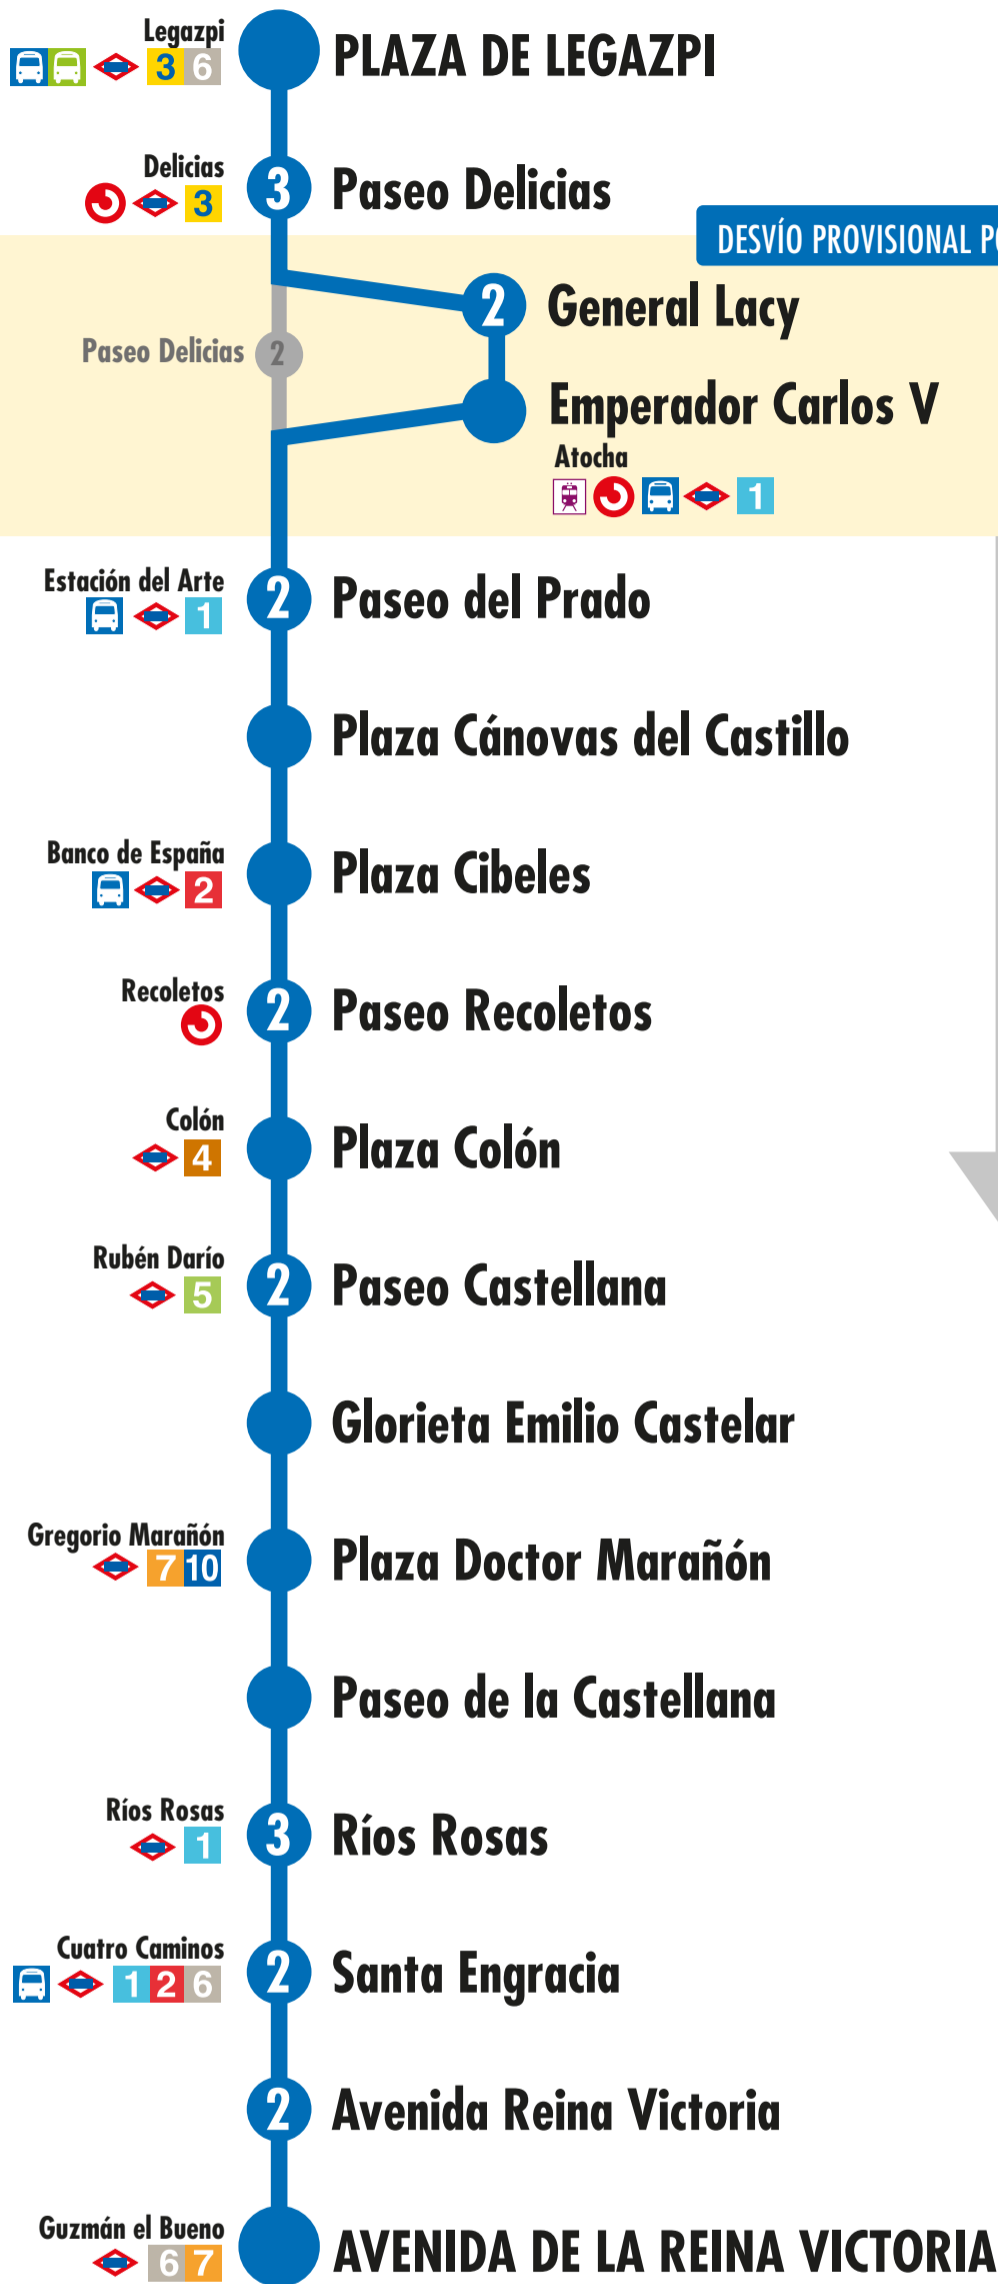 Legazpi
3 6
PLAZA DE LEGAZPI
Delicias
3
3
Paseo Delicias
DESVÍO PROVISIONAL
2
General Lacy
Paseo Delicias
2
Emperador Carlos V
Atocha
1
Estación del Arte
1
2
Paseo del Prado
Plaza Cánovas del Castillo
Banco de España
2
Plaza Cibeles
Recoletos
2
Paseo Recoletos
Colón
4
Plaza Colón
Rubén Darío
5
2
Paseo Castellana
Glorieta Emilio Castelar
Gregorio Marañón
7 10
Plaza Doctor Marañón
Paseo de la Castellana
Ríos Rosas
1
3
Ríos Rosas
Cuatro Caminos
1 2 6
2
Santa Engracia
2
Avenida Reina Victoria
Guzmán el Bueno
6 7
AVENIDA DE LA REINA VICTORIA